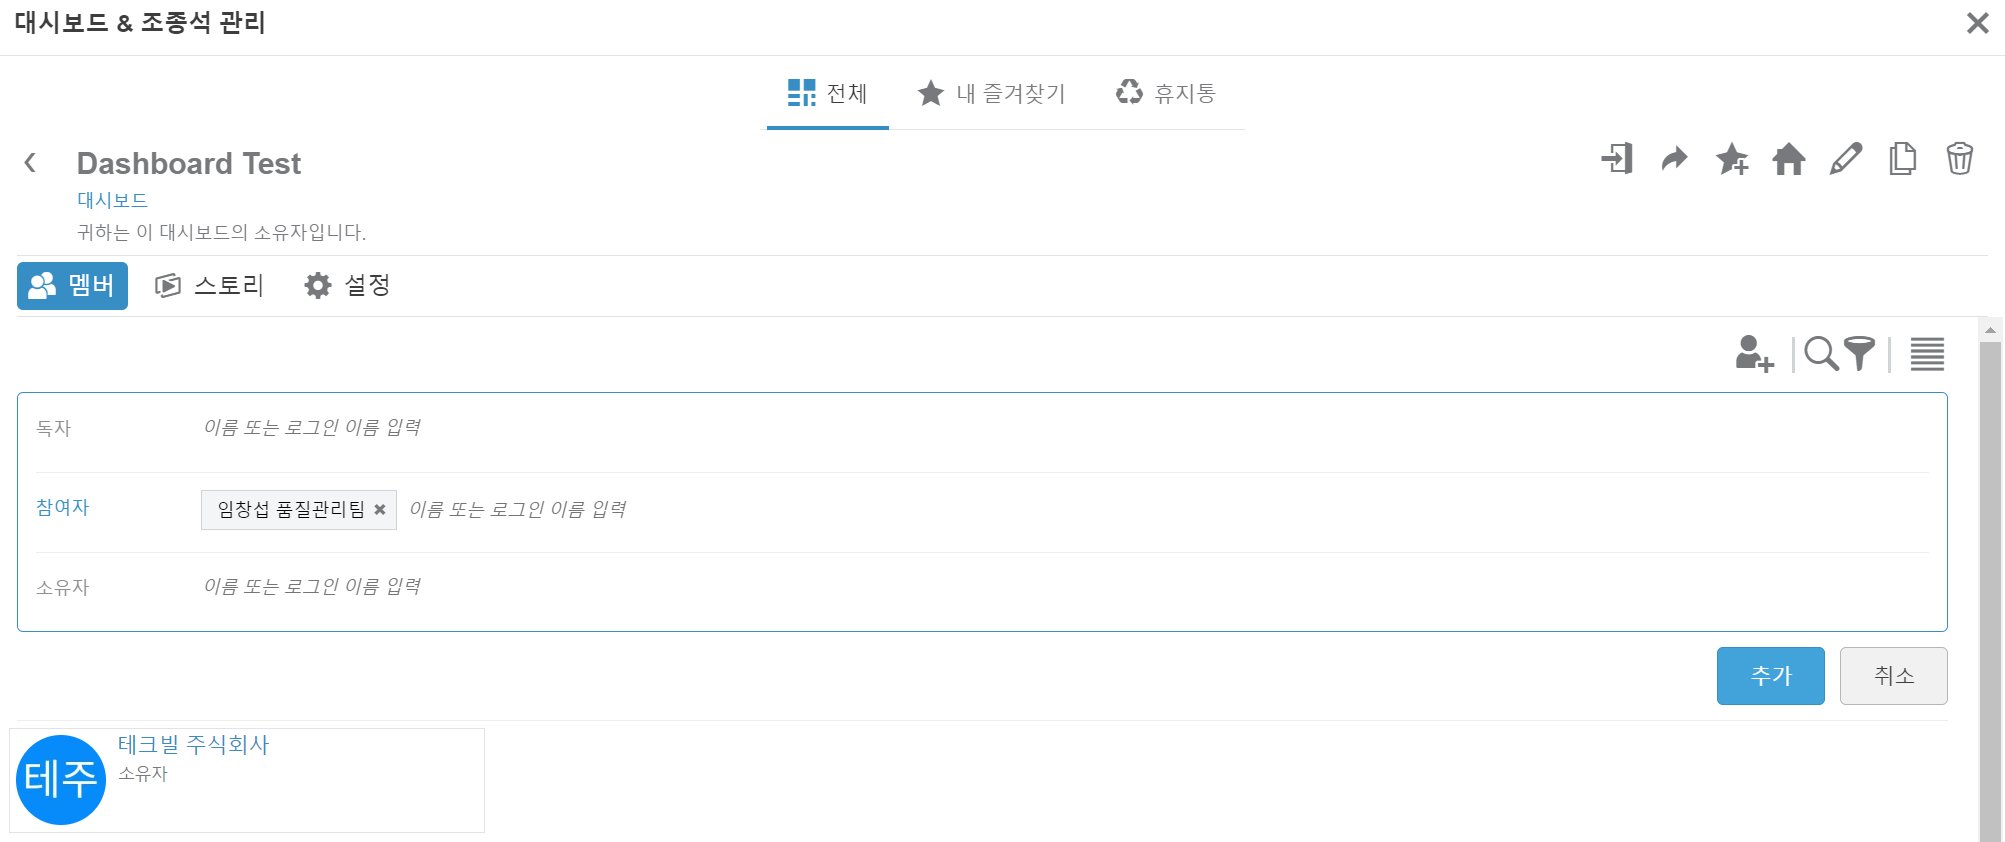 대시보드 & 조종석 관리
전체 내 즐겨찾기 휴지통
Dashboard Test
대시보드
귀하는 이 대시보드의 소유자입니다.
멤버 스토리 설정
독자 이름 또는 로그인 이름 입력
참여자 임창섭 품질관리팀 이름 또는 로그인 이름 입력
소유자 이름 또는 로그인 이름 입력
추가 취소
테주 테크빌 주식회사
소유자